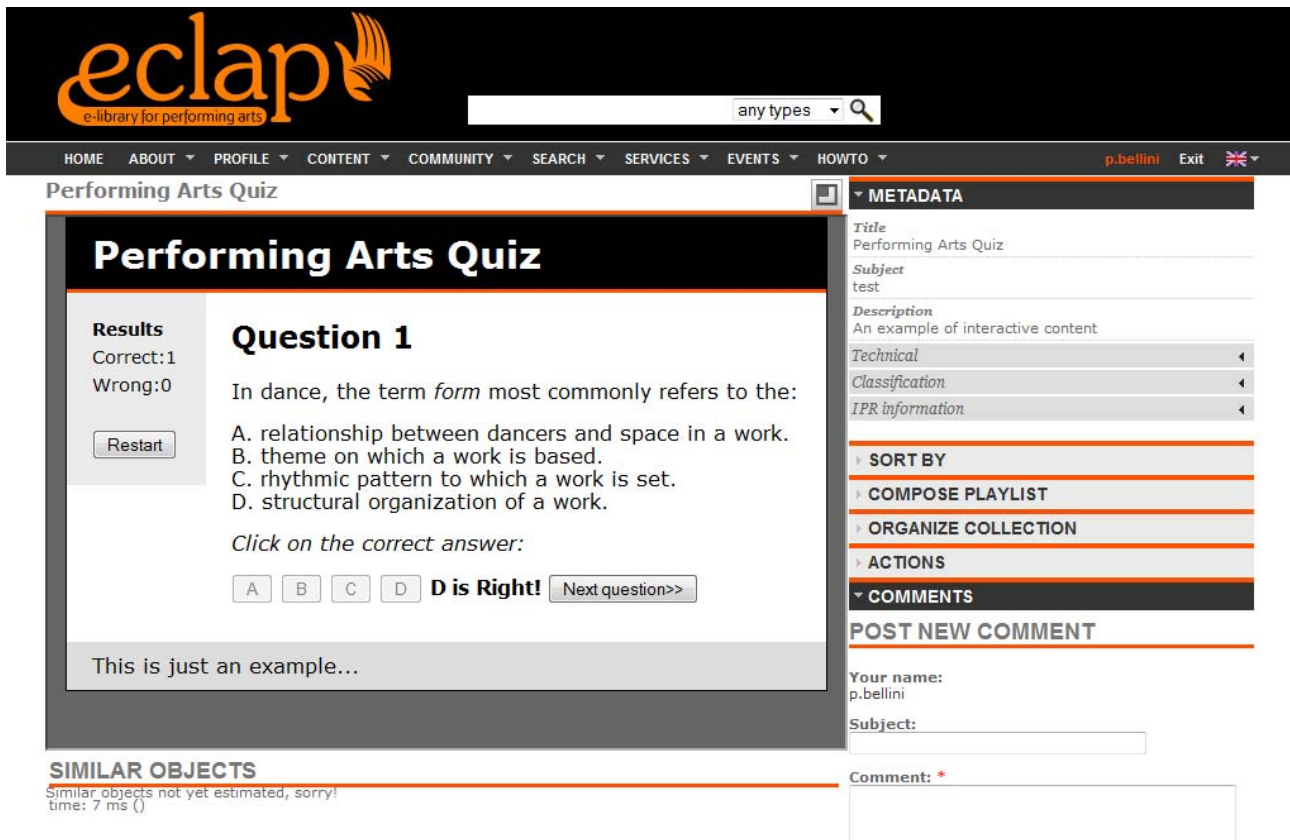 eclap
e-library for performing arts
any types
HOME ABOUT PROFILE CONTENT COMMUNITY SEARCH SERVICES EVENTS HOWTO p.bellini Exit
Performing Arts Quiz
Performing Arts Quiz
Results
Correct:1
Wrong:0
Restart
Question 1
In dance, the term form most commonly refers to the:
A. relationship between dancers and space in a work.
B. theme on which a work is based.
C. rhythmic pattern to which a work is set.
D. structural organization of a work.
Click on the correct answer:
A B C D D is Right! Next question>>
This is just an example...
SIMILAR OBJECTS
Similar objects not yet estimated, sorry!
time: 7 ms ()
METADATA
Title
Performing Arts Quiz
Subject
test
Description
An example of interactive content
Technical
Classification
IPR information
SORT BY
COMPOSE PLAYLIST
ORGANIZE COLLECTION
ACTIONS
COMMENTS
POST NEW COMMENT
Your name:
p.bellini
Subject:
Comment: *